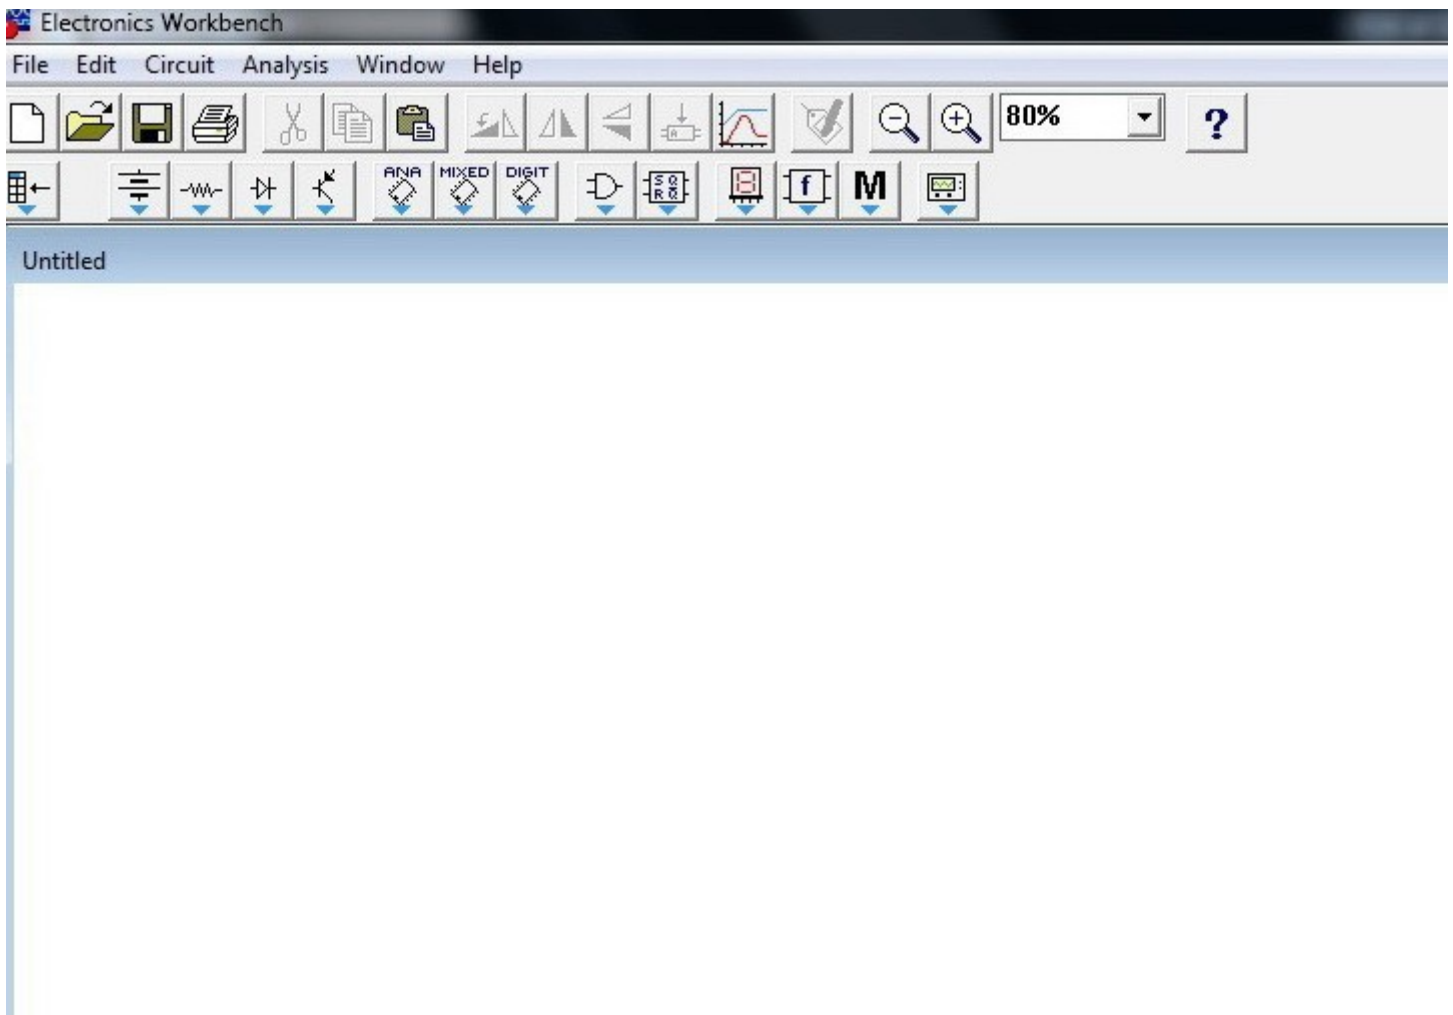 Electronics Workbench
File Edit Circuit Analysis Window Help
80% ?
ANA MIXED DIGIT f M
Untitled